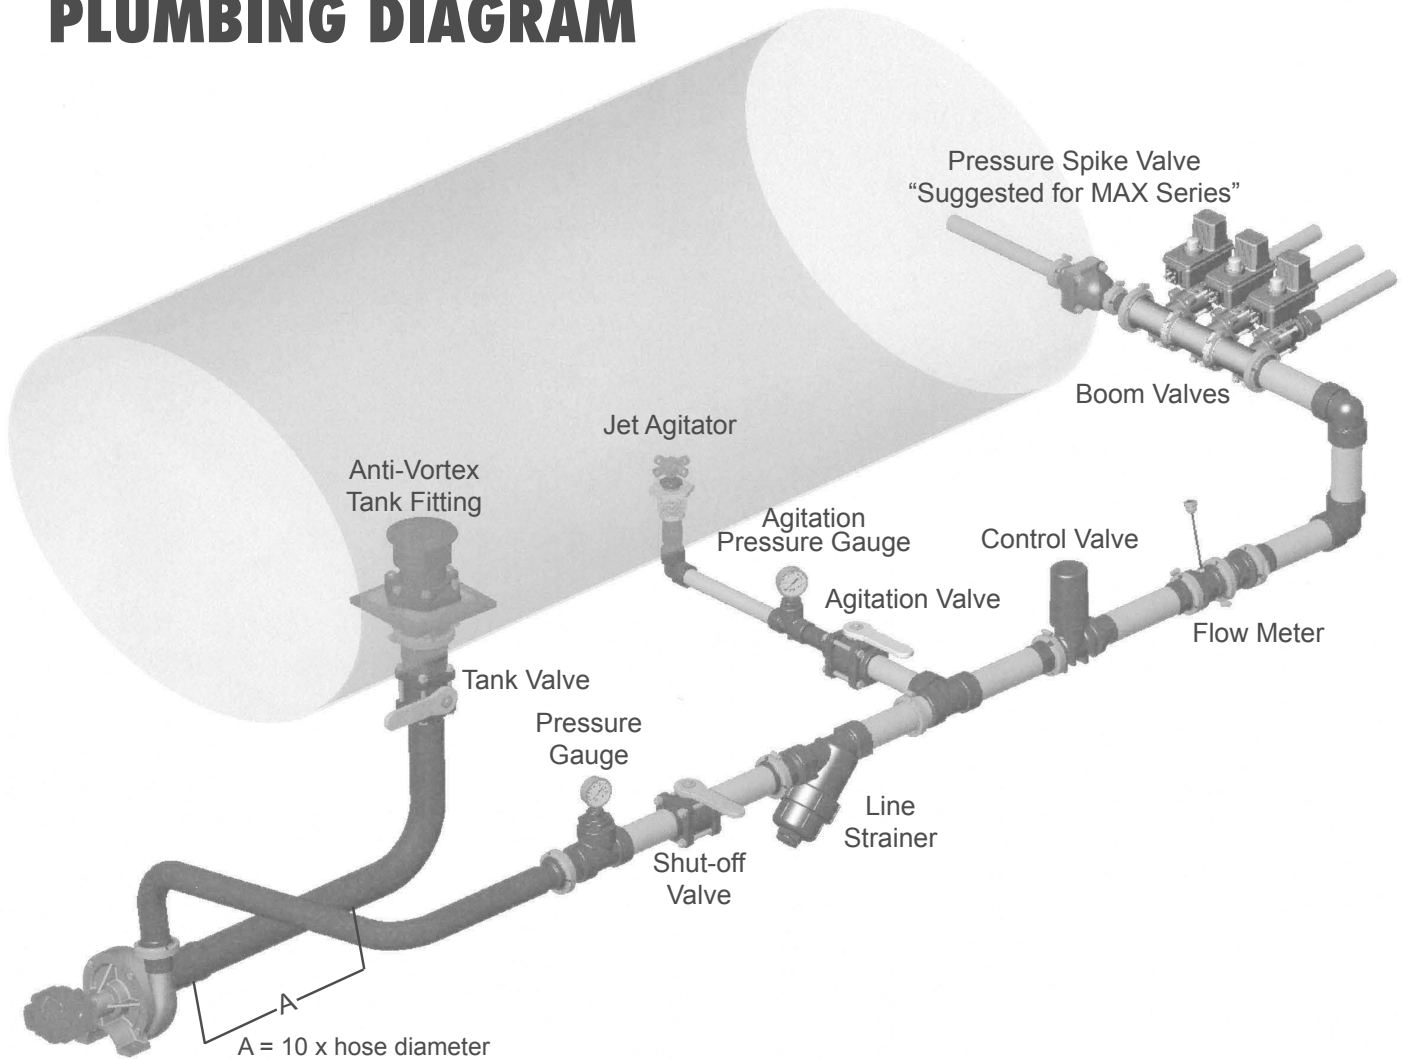 PLUMBING DIAGRAM
Pressure Spike Valve
“Suggested for MAX Series”
Boom Valves
Jet Agitator
Anti-Vortex
Tank Fitting
Agitation
Pressure Gauge
Control Valve
Agitation Valve
Flow Meter
Tank Valve
Pressure
Gauge
Line
Strainer
Shut-off
Valve
A
A = 10 x hose diameter